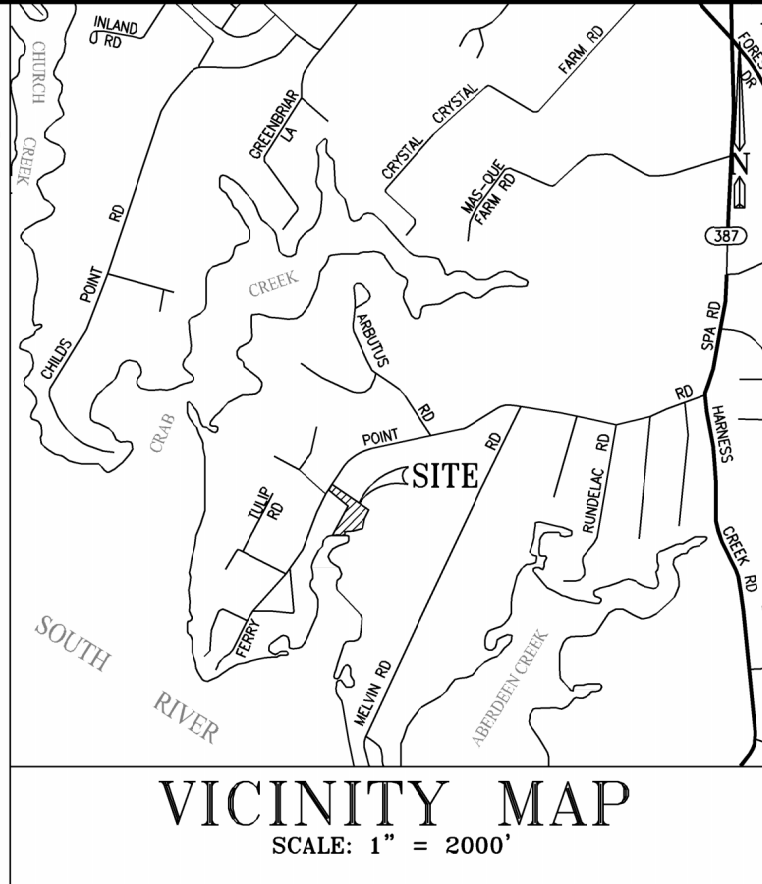 INLAND
RD
CHURCH
CREEK
FARM RD
FOREST
DR
GREENBRIAR
LA
CRYSTAL
CRYSTAL
MAS-QUE
FARM RD
N
387
RD
POINT
CHILDS
CREEK
ARBUTUS
RD
SPA RD
CRAB
POINT
RD
RD
HARNESS
SITE
TULIP
RD
RUNDELAC
RD
CREEK RD
FERRY
SOUTH
RIVER
MELVIN RD
ABERDEEN CREEK
VICINITY MAP
SCALE: 1" = 2000'